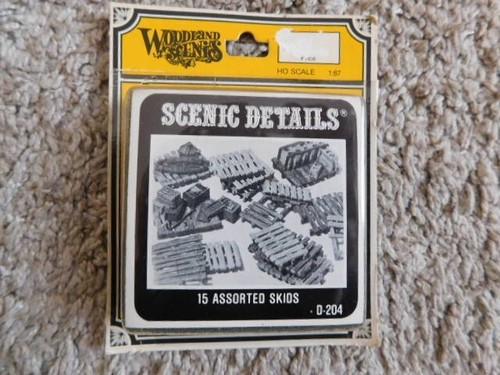 WOODLAND
SCENICS
HO SCALE 1:87
SCENIC DETAILS®
15 ASSORTED SKIDS
D-204